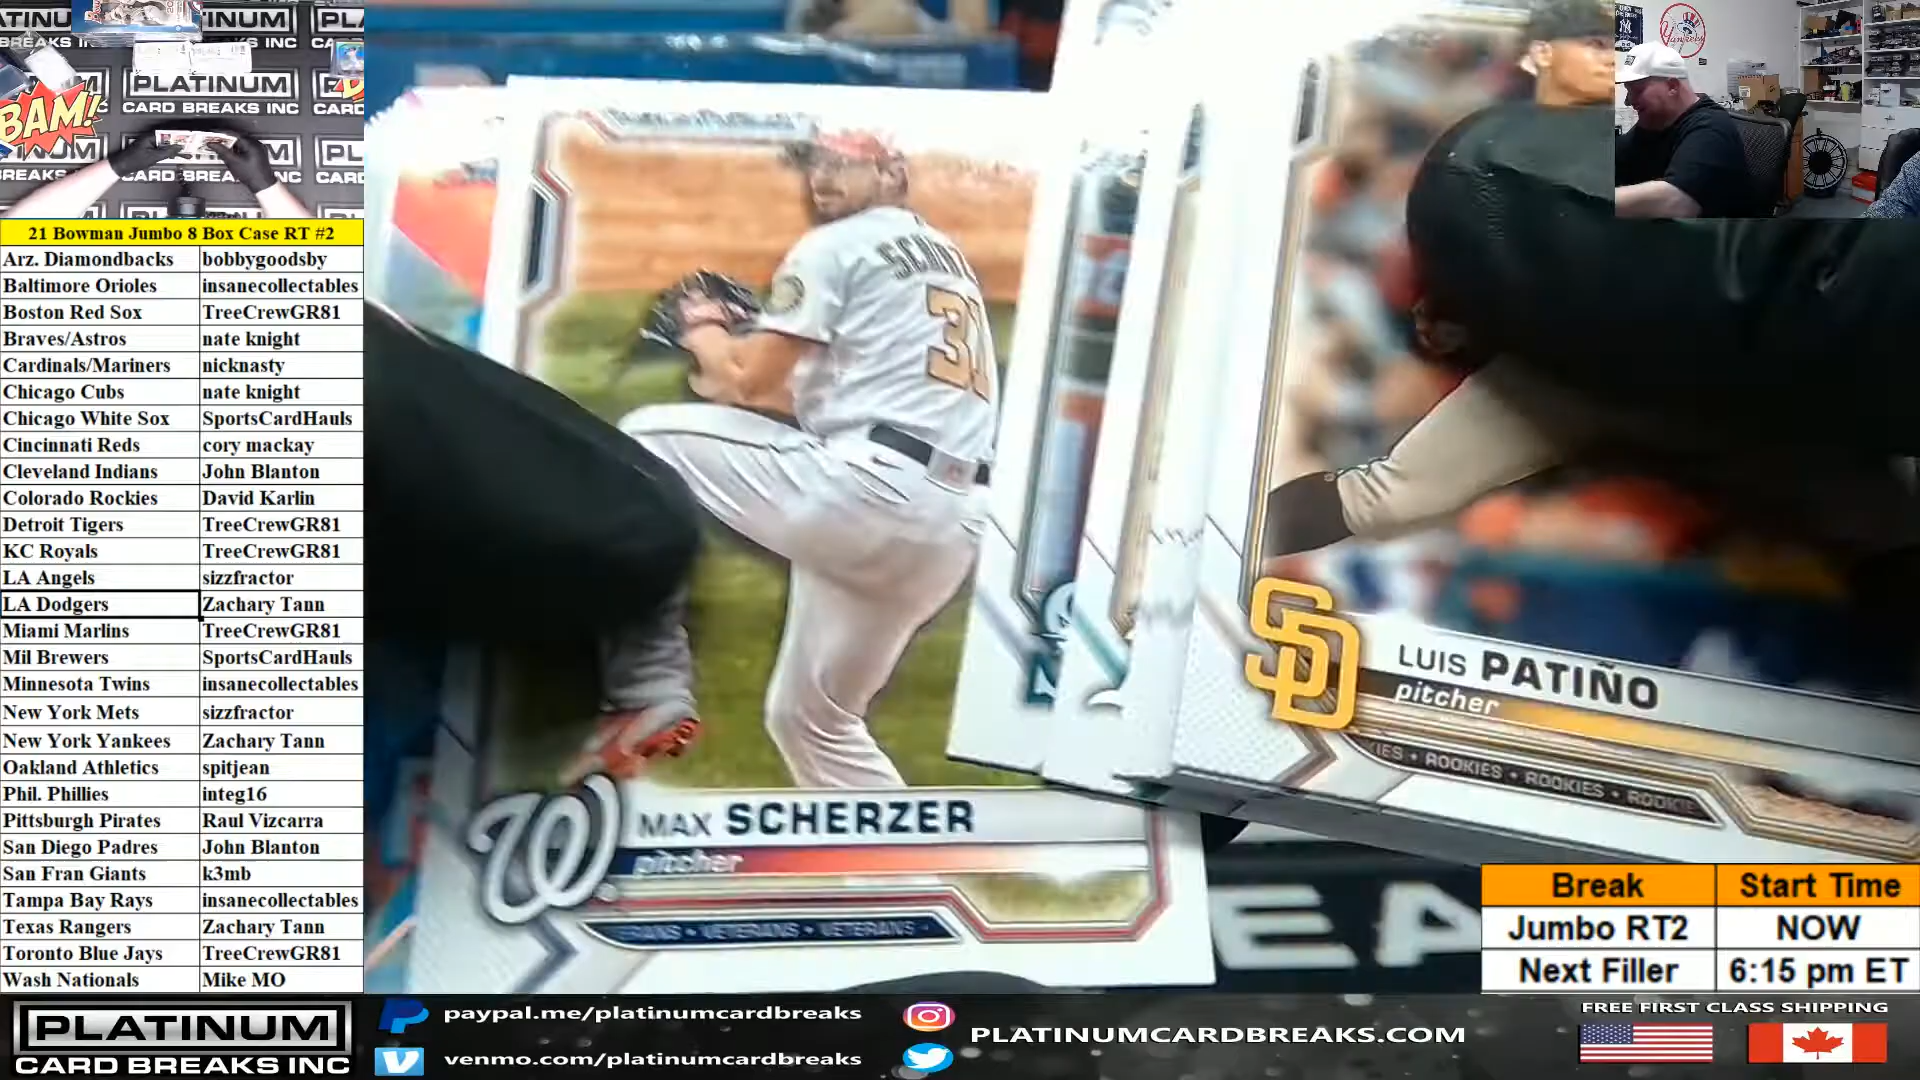 PLATINUM
CARD BREAKS INC
BAM!
Yankees
21 Bowman Jumbo 8 Box Case RT #2
Arz. Diamondbacks bobbygoodsby
Baltimore Orioles insanecollectables
Boston Red Sox TreeCrewGR81
Braves/Astros nate knight
Cardinals/Mariners nicknasty
Chicago Cubs nate knight
Chicago White Sox SportsCardHauls
Cincinnati Reds cory mackay
Cleveland Indians John Blanton
Colorado Rockies David Karlin
Detroit Tigers TreeCrewGR81
KC Royals TreeCrewGR81
LA Angels sizzfractor
LA Dodgers Zachary Tann
Miami Marlins TreeCrewGR81
Mil Brewers SportsCardHauls
Minnesota Twins insanecollectables
New York Mets sizzfractor
New York Yankees Zachary Tann
Oakland Athletics spitjean
Phil. Phillies integ16
Pittsburgh Pirates Raul Vizcarra
San Diego Padres John Blanton
San Fran Giants k3mb
Tampa Bay Rays insanecollectables
Texas Rangers Zachary Tann
Toronto Blue Jays TreeCrewGR81
Wash Nationals Mike MO
31
W
MAX SCHERZER
pitcher
VETERANS • VETERANS
SD
LUIS PATIÑO
pitcher
ROOKIES • ROOKIES
EA
Break Start Time
Jumbo RT2 NOW
Next Filler 6:15 pm ET
PLATINUM
CARD BREAKS INC
paypal.me/platinumcardbreaks
venmo.com/platinumcardbreaks
PLATINUMCARDBREAKS.COM
FREE FIRST CLASS SHIPPING